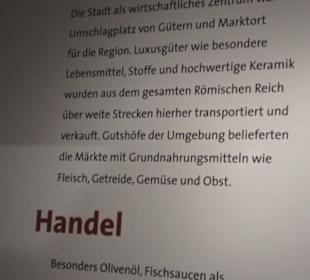 Die Stadt als wirtschaftliches Zentrum war
Umschlagplatz von Gütern und Marktort
für die Region. Luxusgüter wie besondere
Lebensmittel, Stoffe und hochwertige Keramik
wurden aus dem gesamten Römischen Reich
über weite Strecken hierher transportiert und
verkauft. Gutshöfe der Umgebung belieferten
die Märkte mit Grundnahrungsmitteln wie
Fleisch, Getreide, Gemüse und Obst.
Handel
Besonders Olivenöl, Fischsaucen als